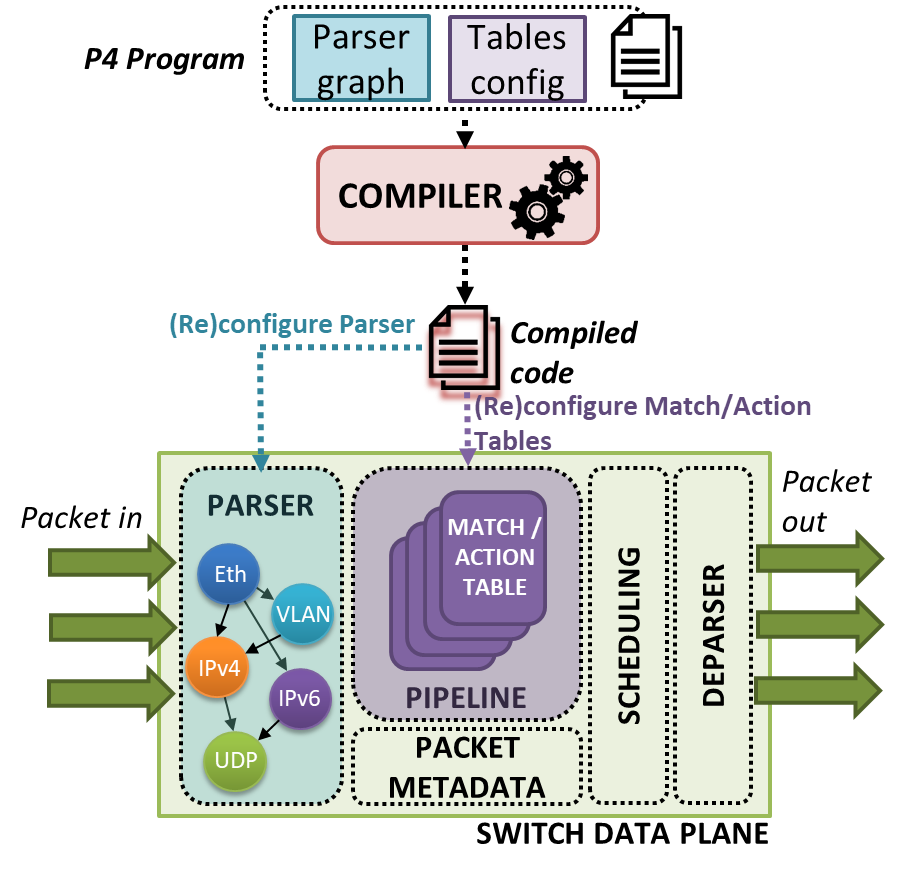 P4 Program
Parser
graph
Tables
config
COMPILER
(Re)configure Parser
Compiled
code
(Re)configure Match/Action
Tables
Packet in
PARSER
Eth
VLAN
IPv4
IPv6
UDP
MATCH /
ACTION
TABLE
PIPELINE
PACKET
METADATA
SCHEDULING
DEPARSER
Packet
out
SWITCH DATA PLANE